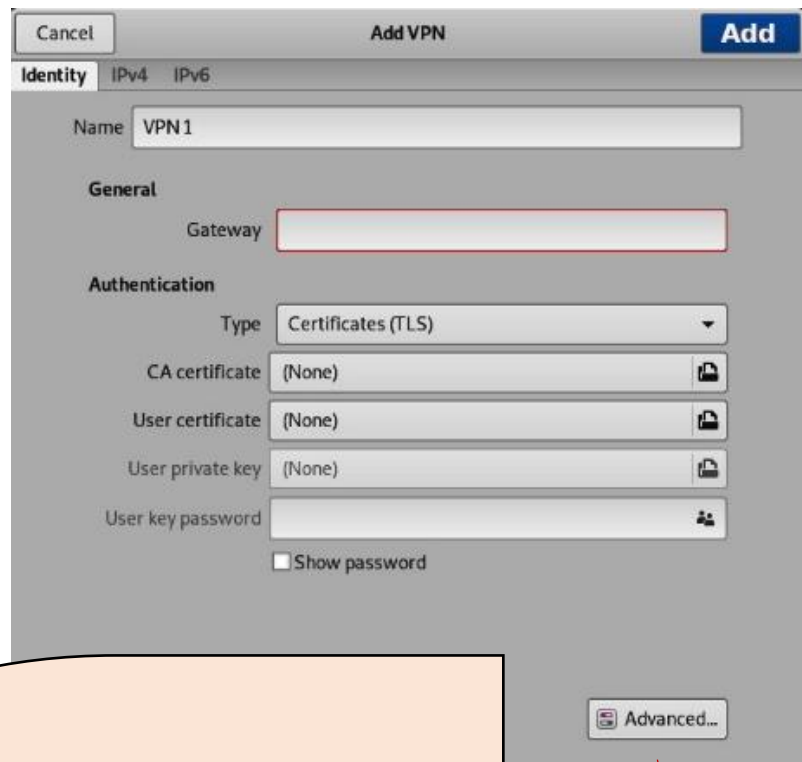 Cancel Add VPN Add
Identity IPv4 IPv6
Name VPN 1
General
Gateway
Authentication
Type Certificates (TLS)
CA certificate (None)
User certificate (None)
User private key (None)
User key password
Show password
Advanced...